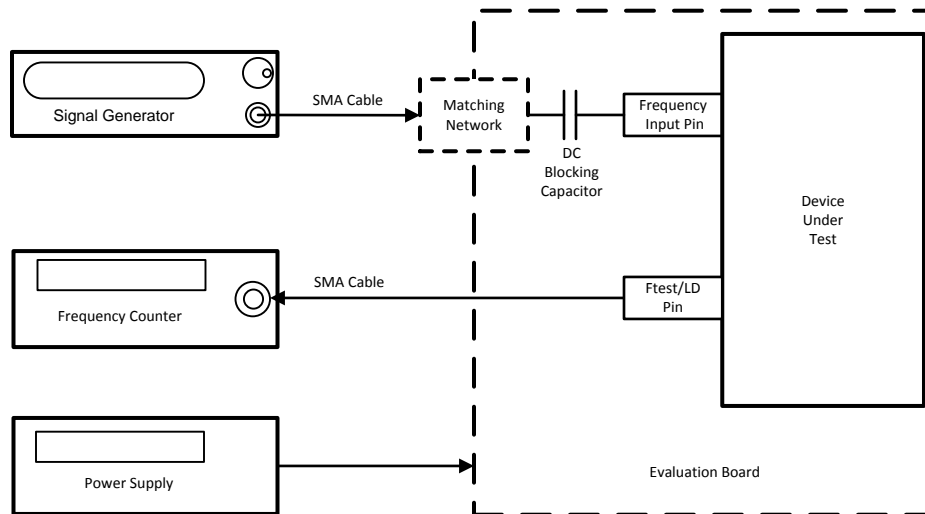 Signal Generator
SMA Cable
Matching
Network
DC
Blocking
Capacitor
Frequency
Input Pin
Device
Under
Test
Frequency Counter
SMA Cable
Ftest/LD
Pin
Power Supply
Evaluation Board